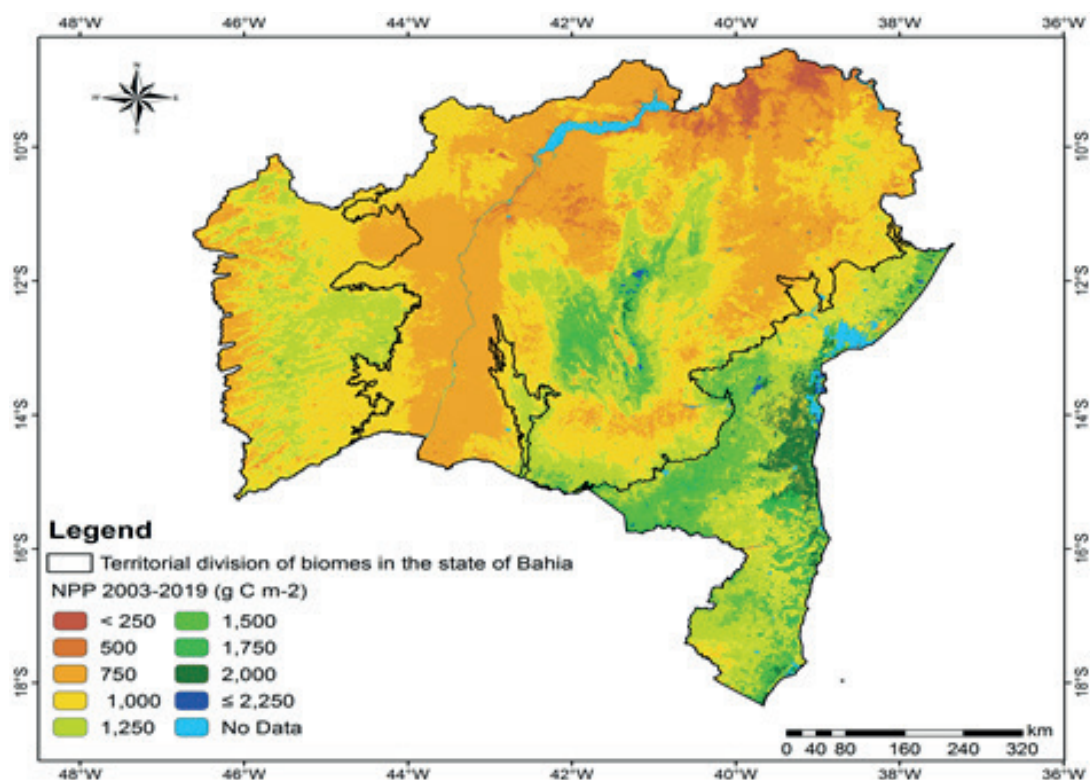 48°W 46°W 44°W 42°W 40°W 38°W 36°W
N
W E
S
10°S 10°S
12°S 12°S
14°S 14°S
16°S 16°S
18°S 18°S
Legend
Territorial division of biomes in the state of Bahia
NPP 2003-2019 (g C m-2)
< 250 1,500
500 1,750
750 2,000
1,000 ≤ 2,250
1,250 No Data
km
0 40 80 160 240 320
48°W 46°W 44°W 42°W 40°W 38°W 36°W